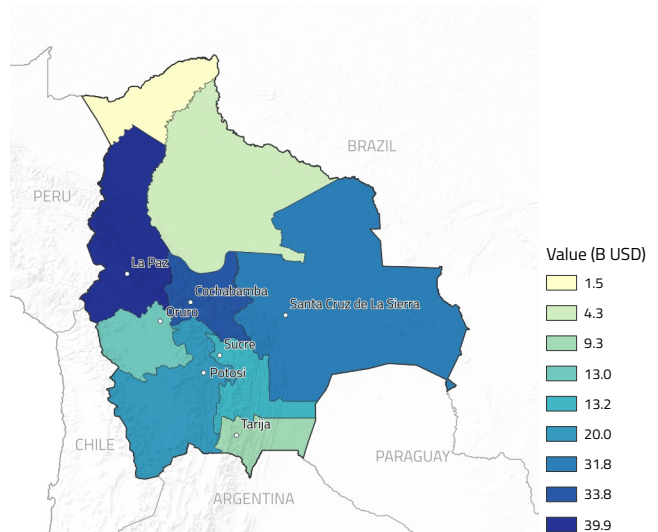 BRAZIL
PERU
La Paz
Cochabamba
Santa Cruz de La Sierra
Oruro
Sucre
Potosi
Tarija
CHILE
PARAGUAY
ARGENTINA
Value (B USD)
1.5
4.3
9.3
13.0
13.2
20.0
31.8
33.8
39.9